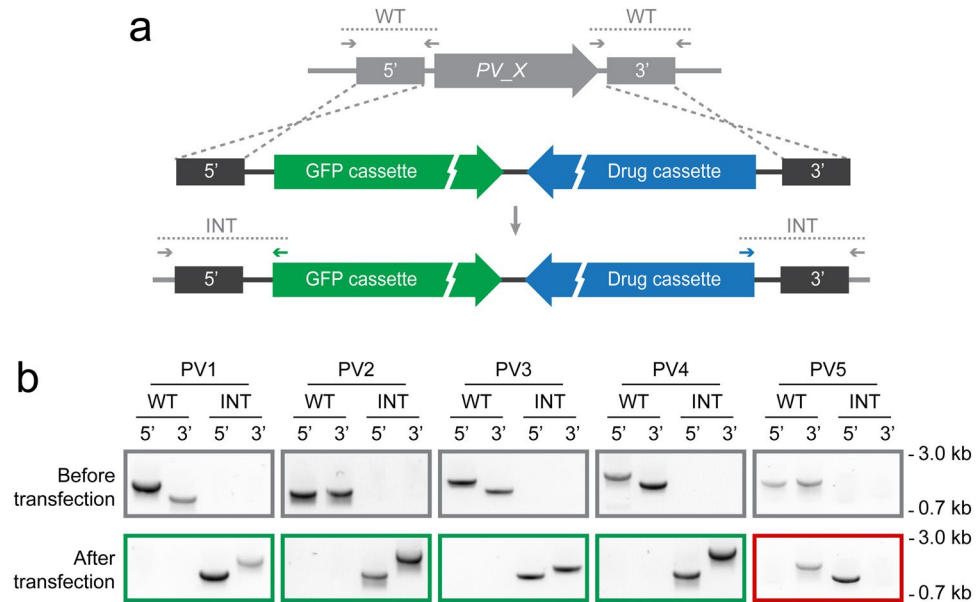 a
WT WT
5’ PV_X 3’
5’ GFP cassette Drug cassette 3’
INT INT
5’ GFP cassette Drug cassette 3’
b
PV1 PV2 PV3 PV4 PV5
WT INT WT INT WT INT WT INT WT INT
5’ 3’ 5’ 3’ 5’ 3’ 5’ 3’ 5’ 3’ 5’ 3’ 5’ 3’ 5’ 3’ 5’ 3’ 5’ 3’
Before - 3.0 kb
transfection - 0.7 kb
After - 3.0 kb
transfection - 0.7 kb